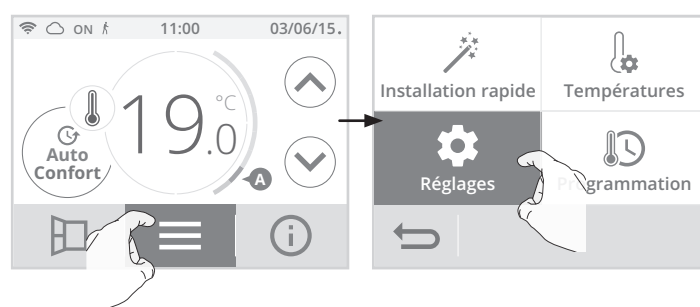 ON 11:00 03/06/15.
19.0 °C
Auto
Confort
A
Installation rapide
Températures
Réglages
Programmation